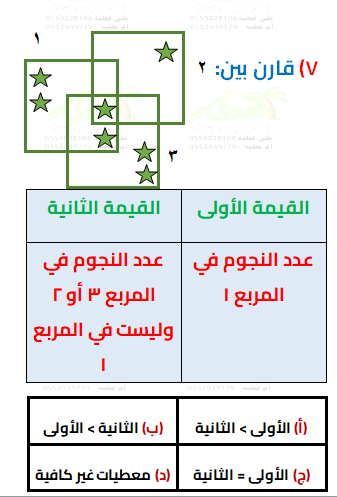 ١
٧) قارن بين: ٢
٣
القيمة الأولى
القيمة الثانية
عدد النجوم في
المربع ١
عدد النجوم في
المربع ٣ أو ٢
وليست في المربع
١
(أ) الأولى > الثانية
(ب) الثانية > الأولى
(ج) الأولى = الثانية
(د) معطيات غير كافية